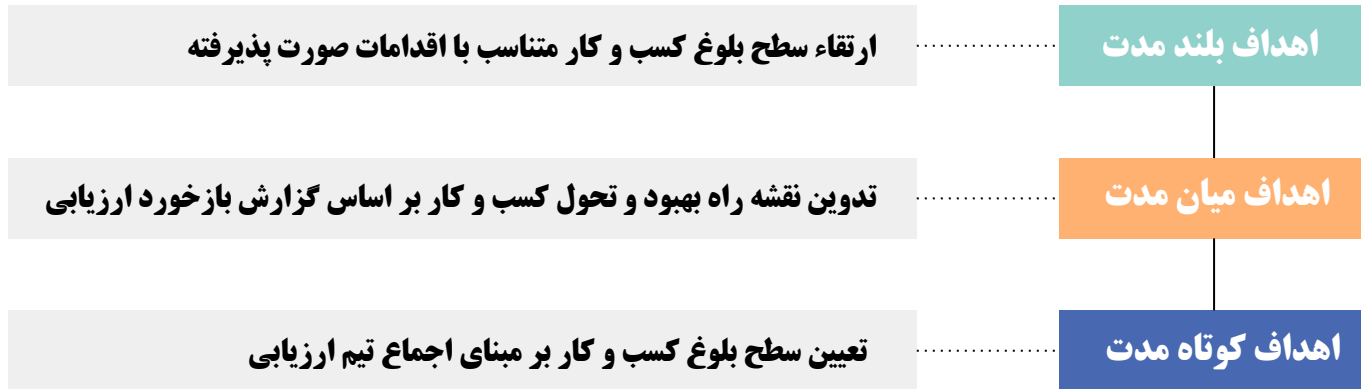 اهداف بلند مدت
ارتقاء سطح بلوغ کسب و کار متناسب با اقدامات صورت پذیرفته
اهداف میان مدت
تدوین نقشه راه بهبود و تحول کسب و کار بر اساس گزارش بازخورد ارزیابی
اهداف کوتاه مدت
تعیین سطح بلوغ کسب و کار بر مبنای اجماع تیم ارزیابی